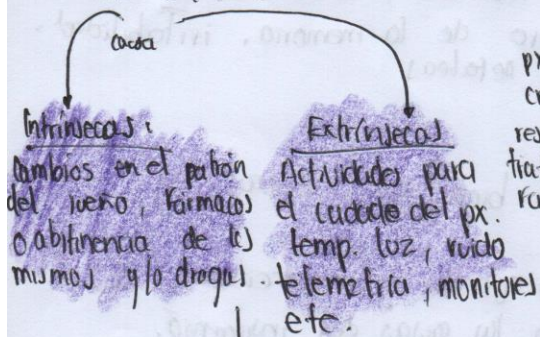 causa
Intrínsecas:
Cambios en el patrón
del sueño, fármacos
o abstinencia de los
mismos y/o drogas.
Extrínsecas
Actividades para
el cuidado del px.
temp. luz, ruido
telemetría, monitores
etc.